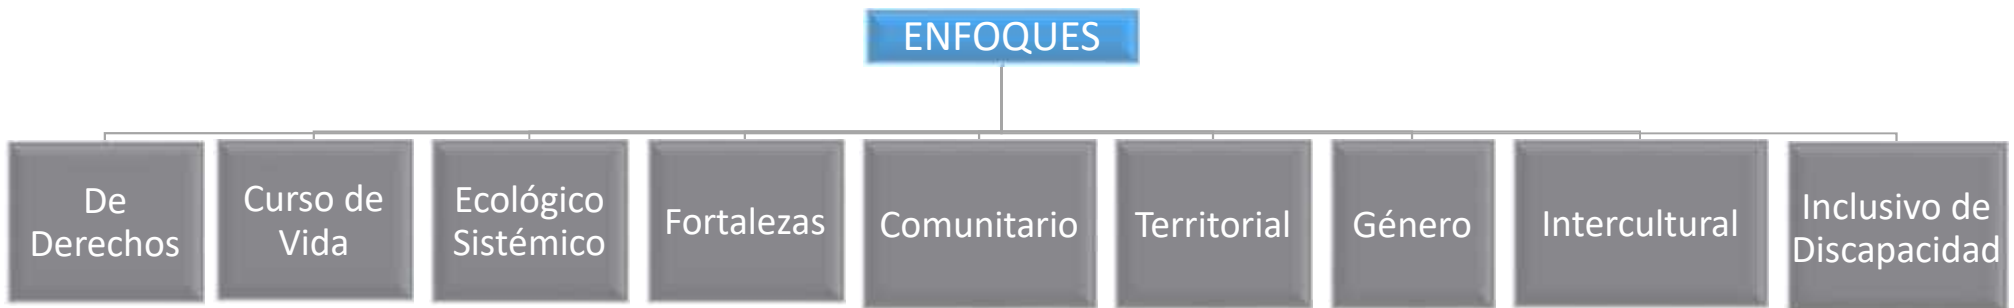 ENFOQUES
De
Derechos
Curso de
Vida
Ecológico
Sistémico
Fortalezas
Comunitario
Territorial
Género
Intercultural
Inclusivo de
Discapacidad